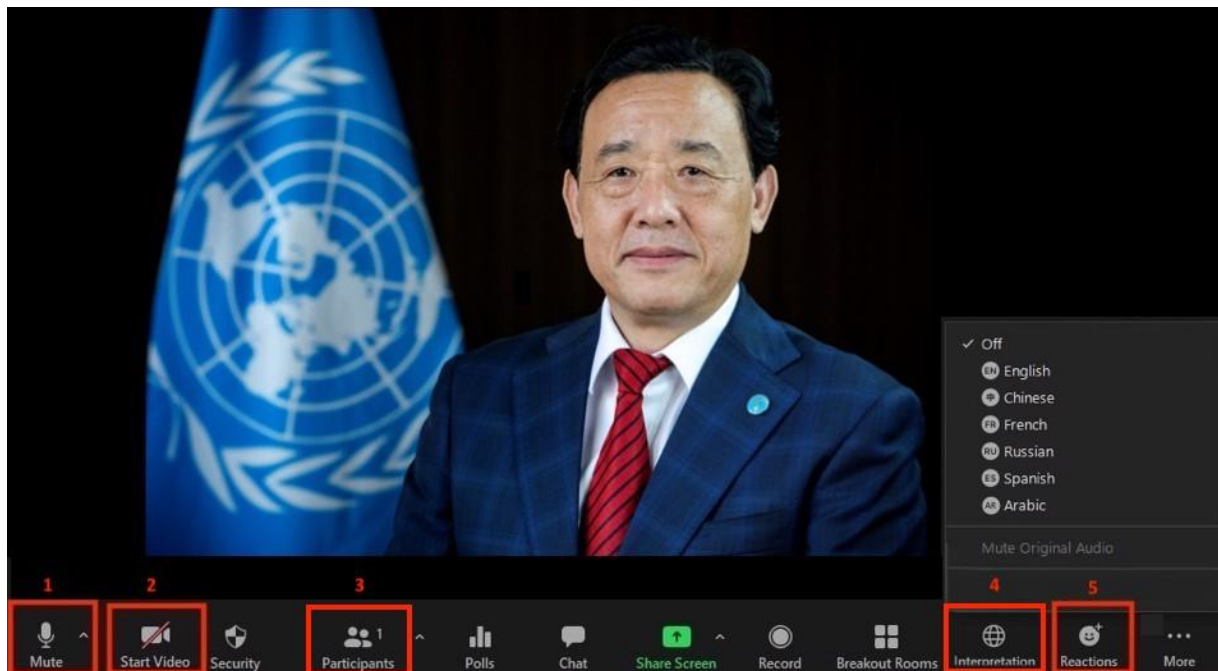 Off
EN English
中 Chinese
FR French
RU Russian
ES Spanish
AR Arabic
Mute Original Audio
1 2 3 4 5
1
Mute Start Video Security Participants Polls Chat Share Screen Record Breakout Rooms Interpretation Reactions More